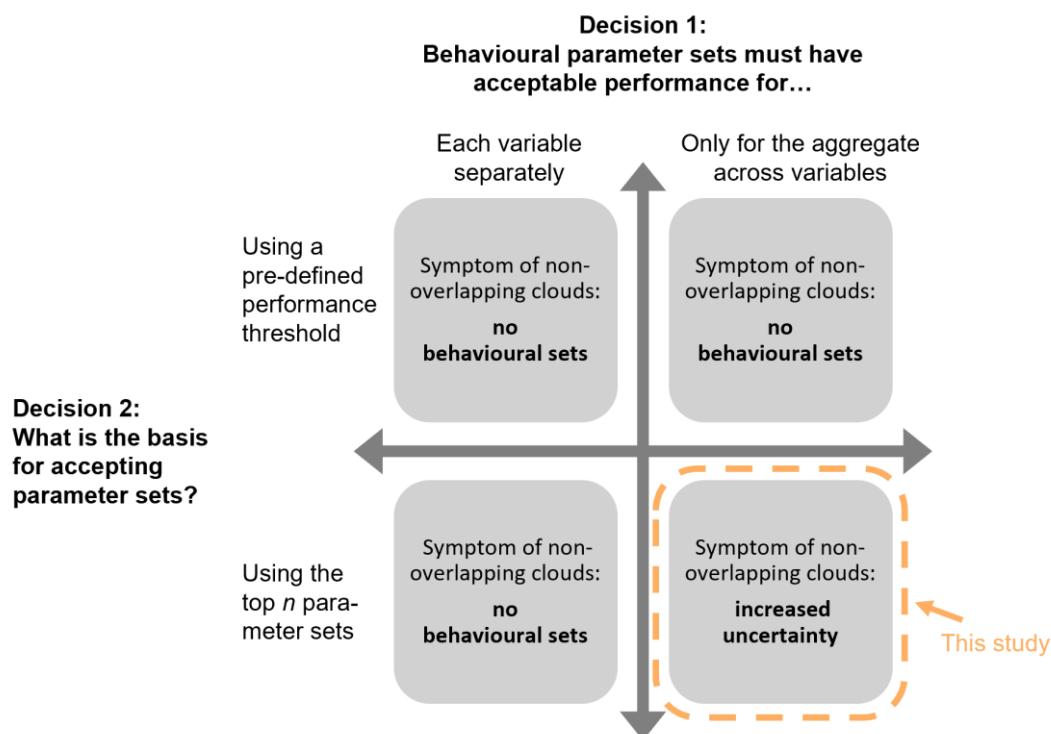 Decision 1:
Behavioural parameter sets must have
acceptable performance for…
Each variable
separately
Only for the aggregate
across variables
Using a
pre-defined
performance
threshold
Symptom of non-
overlapping clouds:
no
behavioural sets
Symptom of non-
overlapping clouds:
no
behavioural sets
Decision 2:
What is the basis
for accepting
parameter sets?
Using the
top n para-
meter sets
Symptom of non-
overlapping clouds:
no
behavioural sets
Symptom of non-
overlapping clouds:
increased
uncertainty
This study